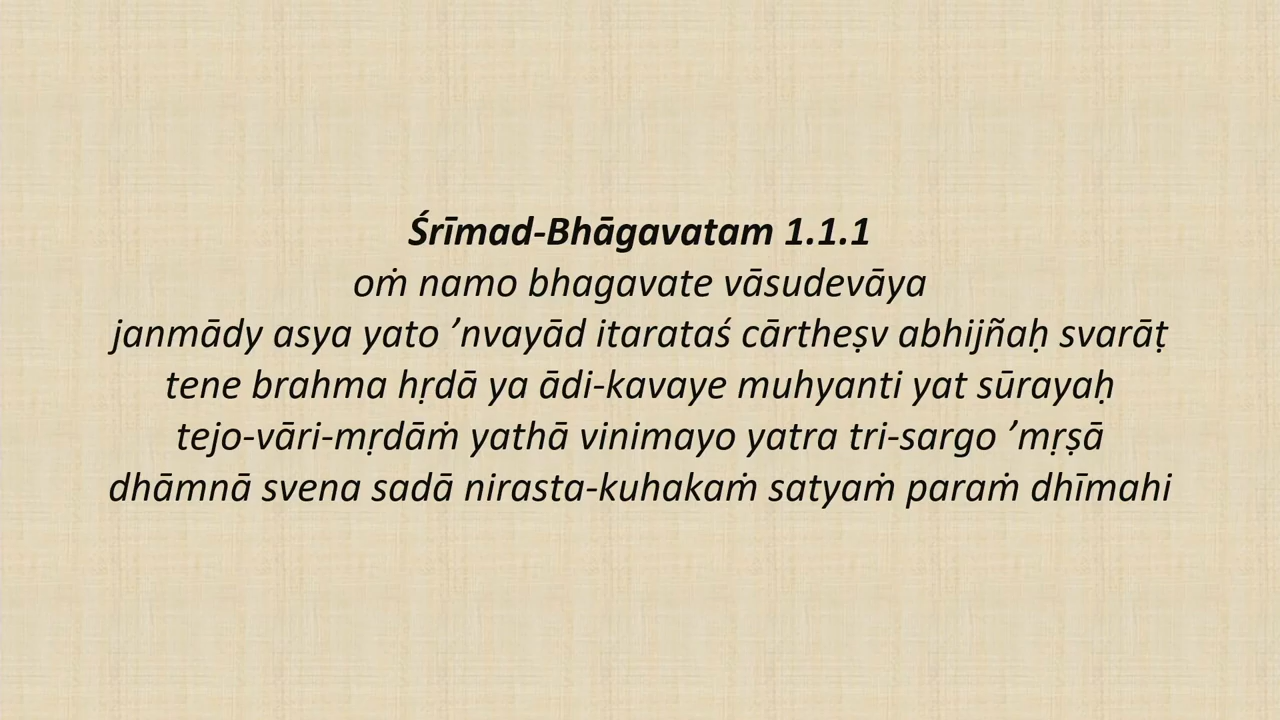 Śrīmad-Bhāgavatam 1.1.1
oṁ namo bhagavate vāsudevāya
janmādy asya yato ’nvayād itarataś cārtheṣv abhijñaḥ svarāṭ
tene brahma hṛdā ya ādi-kavaye muhyanti yat sūrayaḥ
tejo-vāri-mṛdāṁ yathā vinimayo yatra tri-sargo ’mṛṣā
dhāmnā svena sadā nirasta-kuhakaṁ satyaṁ paraṁ dhīmahi